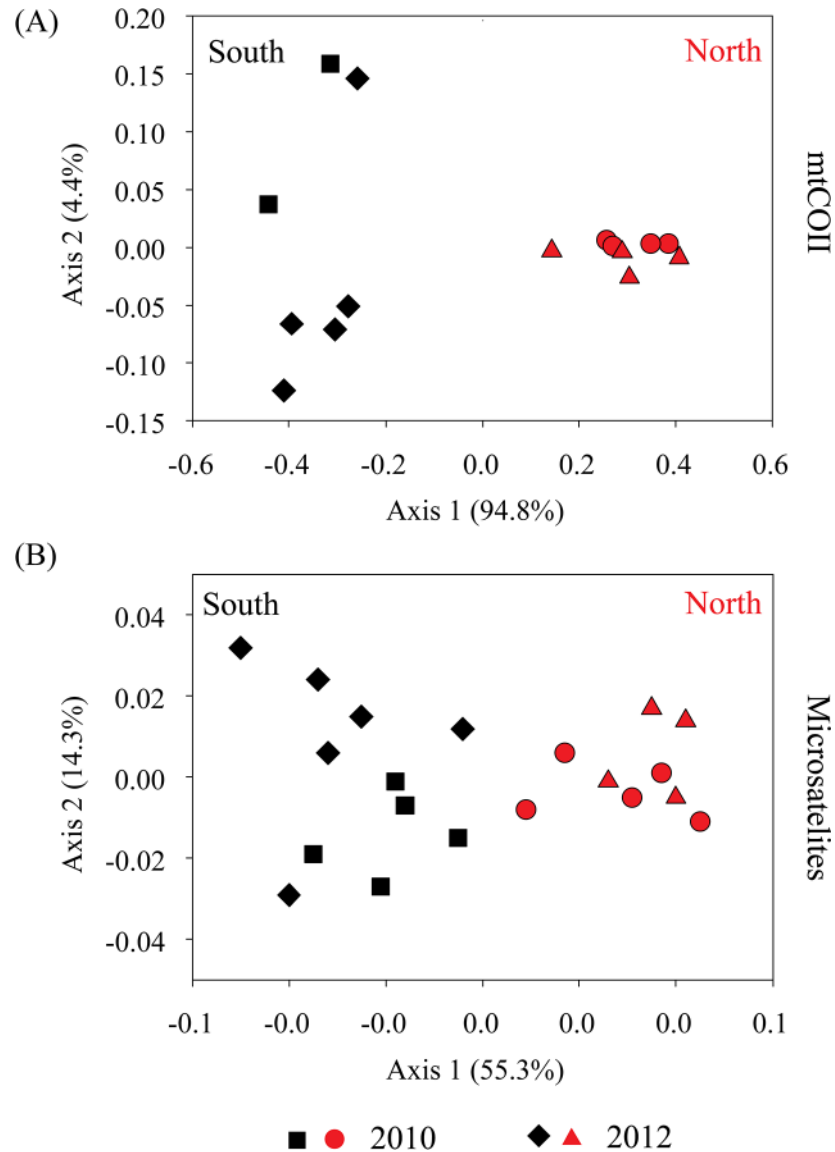 (A)
South North
0.20
0.15
0.10
0.05
0.00
-0.05
-0.10
-0.15
Axis 2 (4.4%)
mtCOII
-0.6 -0.4 -0.2 0.0 0.2 0.4 0.6
Axis 1 (94.8%)
(B)
South North
0.04
0.02
0.00
-0.02
-0.04
Axis 2 (14.3%)
Microsatelites
-0.1 -0.0 -0.0 0.0 0.0 0.0 0.1
Axis 1 (55.3%)
2010 2012